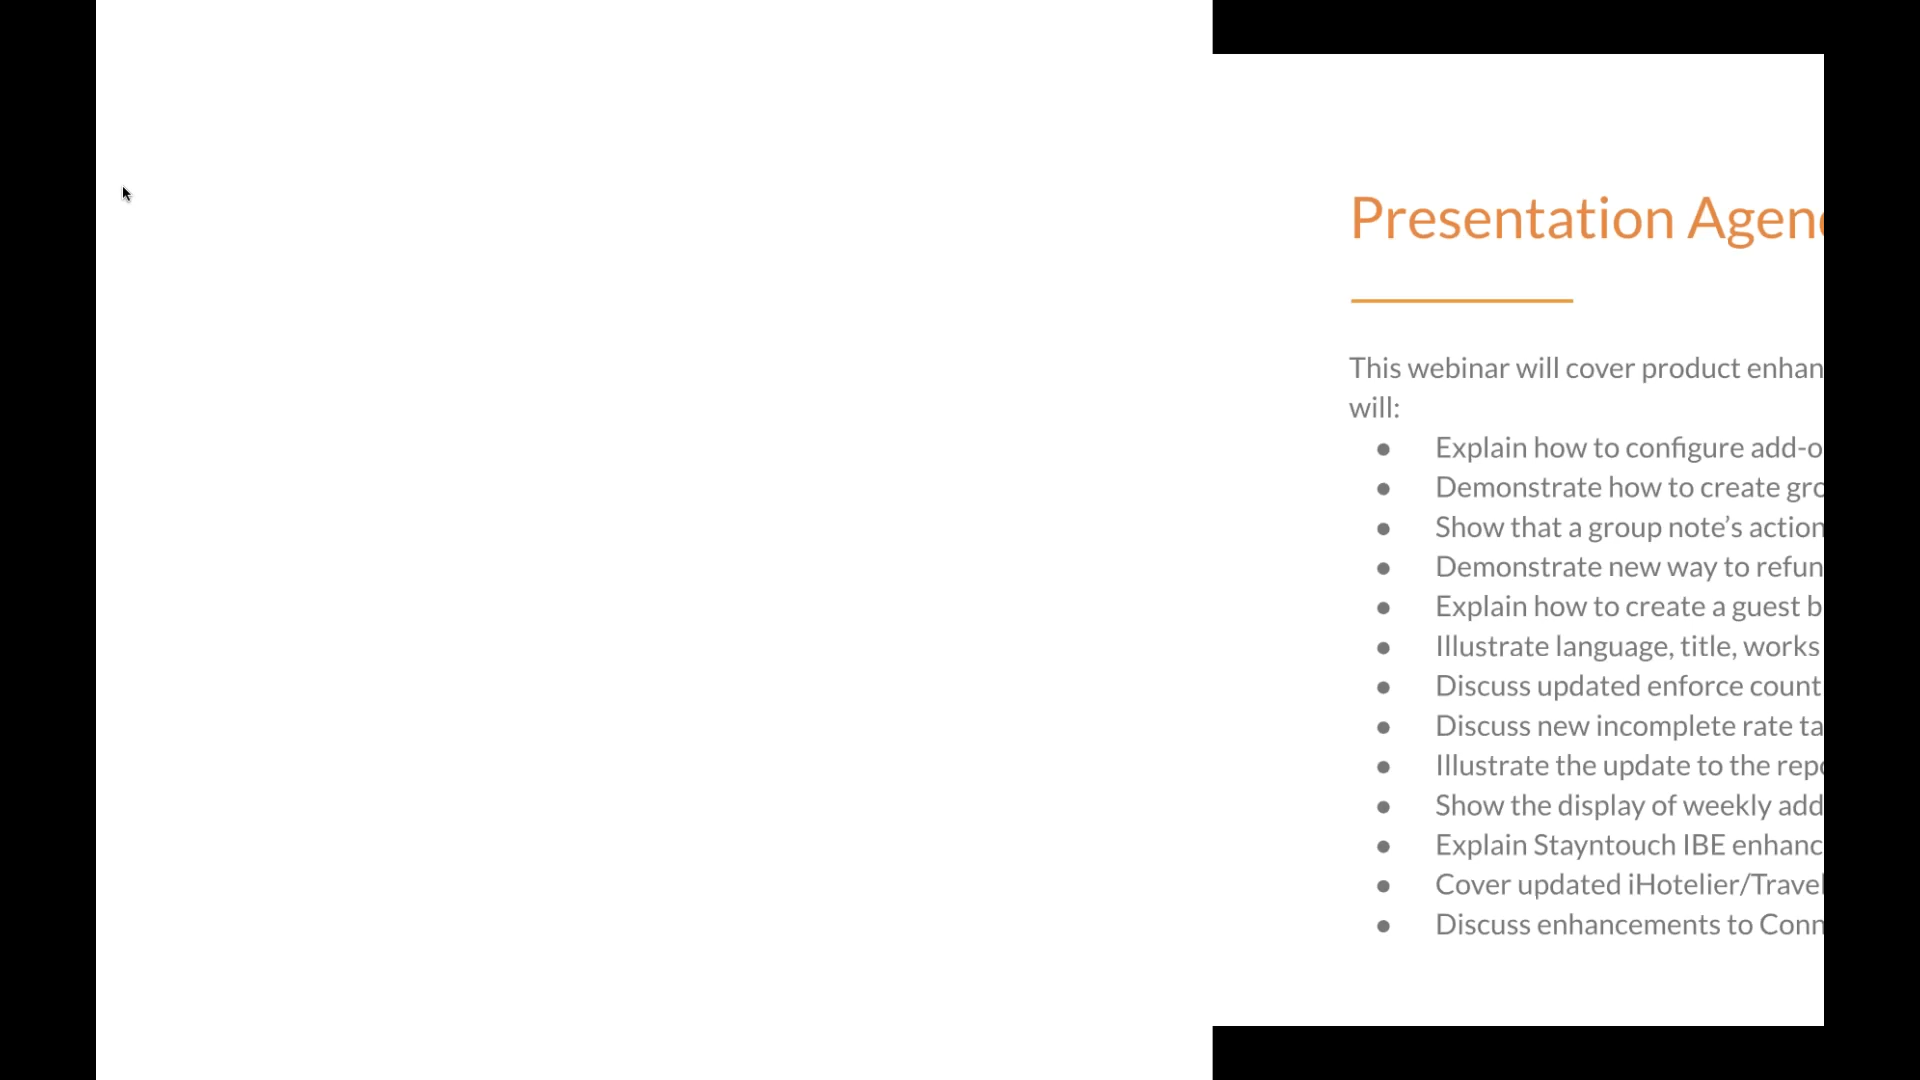 Presentation Agen
This webinar will cover product enhan
will:
● Explain how to configure add-o
● Demonstrate how to create gro
● Show that a group note’s action
● Demonstrate new way to refun
● Explain how to create a guest b
● Illustrate language, title, works
● Discuss updated enforce count
● Discuss new incomplete rate ta
● Illustrate the update to the repo
● Show the display of weekly add
● Explain Stayntouch IBE enhanc
● Cover updated iHotelier/Travel
● Discuss enhancements to Conn